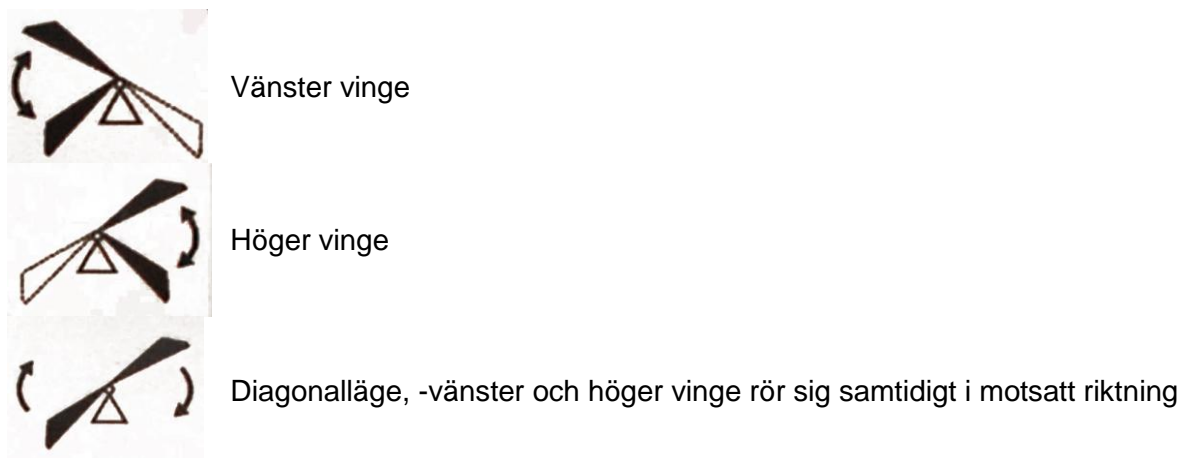 Vänster vinge
Höger vinge
Diagonalläge, -vänster och höger vinge rör sig samtidigt i motsatt riktning